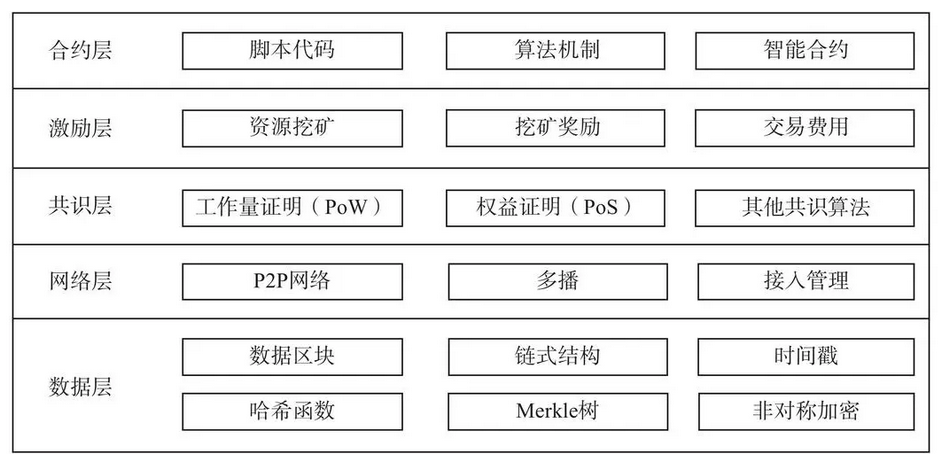 合约层 脚本代码 算法机制 智能合约
激励层 资源挖矿 挖矿奖励 交易费用
共识层 工作量证明（PoW） 权益证明（PoS） 其他共识算法
网络层 P2P网络 多播 接入管理
数据层 数据区块 链式结构 时间戳
哈希函数 Merkle树 非对称加密